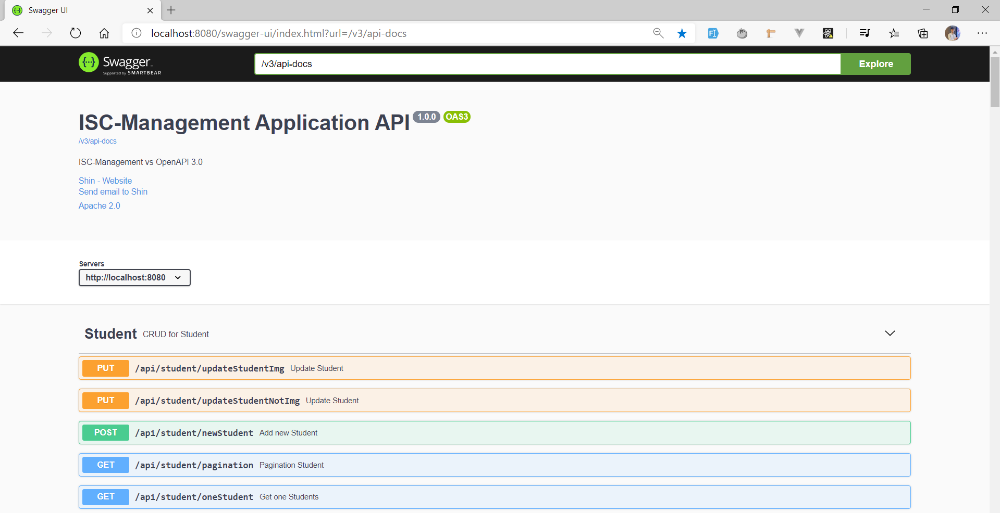 Swagger UI
localhost:8080/swagger-ui/index.html?url=/v3/api-docs
Swagger
Supported by SMARTBEAR
/v3/api-docs
Explore
ISC-Management Application API 1.0.0 OAS3
/v3/api-docs
ISC-Management vs OpenAPI 3.0
Shin - Website
Send email to Shin
Apache 2.0
Servers
http://localhost:8080
Student CRUD for Student
PUT /api/student/updateStudentImg Update Student
PUT /api/student/updateStudentNotImg Update Student
POST /api/student/newStudent Add new Student
GET /api/student/pagination Pagination Student
GET /api/student/oneStudent Get one Students